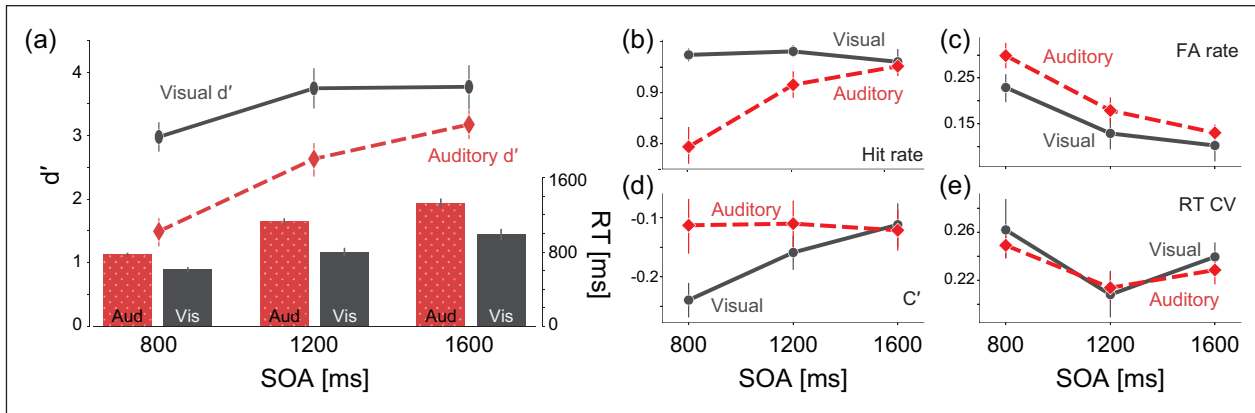 (a)
4
3
2
1
0
d′
Visual d′
Auditory d′
1600
800
400
0
RT [ms]
Aud
Vis
Aud
Vis
Aud
Vis
800
1200
1600
SOA [ms]
(b)
Visual
Auditory
0.9
0.8
Hit rate
(c)
FA rate
Auditory
0.25
0.15
Visual
(d)
Auditory
-0.1
-0.2
Visual
C′
800
1200
1600
SOA [ms]
(e)
RT CV
0.26
0.22
Visual
Auditory
800
1200
1600
SOA [ms]